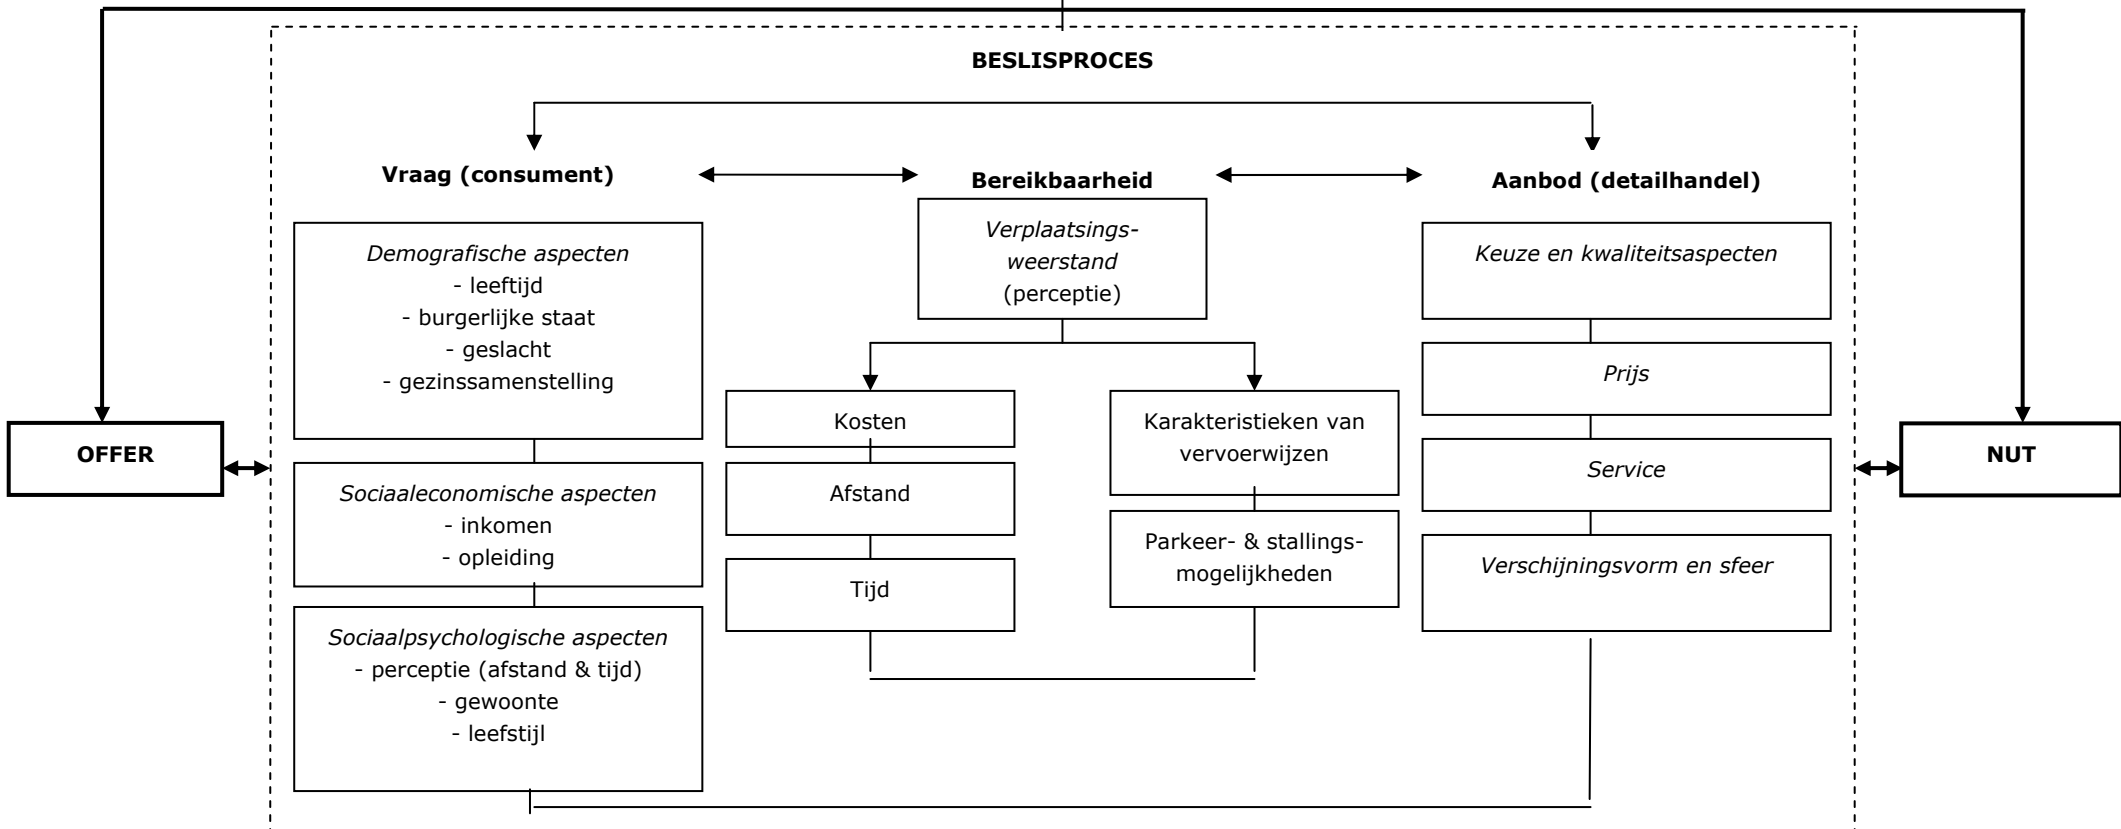 BESLISPROCES
Vraag (consument)
Demografische aspecten
- leeftijd
- burgerlijke staat
- geslacht
- gezinssamenstelling
Sociaaleconomische aspecten
- inkomen
- opleiding
Sociaalpsychologische aspecten
- perceptie (afstand & tijd)
- gewoonte
- leefstijl
Bereikbaarheid
Verplaatsings-
weerstand
(perceptie)
Kosten
Afstand
Tijd
Karakteristieken van
vervoerwijzen
Parkeer- & stallings-
mogelijkheden
Aanbod (detailhandel)
Keuze en kwaliteitsaspecten
Prijs
Service
Verschijningsvorm en sfeer
OFFER
NUT